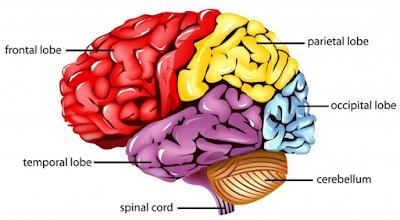 frontal lobe
parietal lobe
occipital lobe
temporal lobe
cerebellum
spinal cord